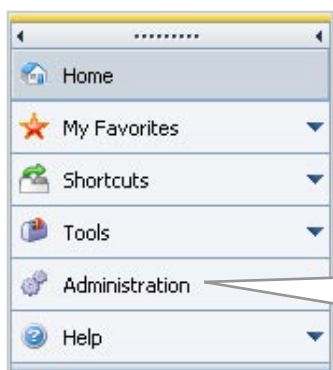 Home
My Favorites
Shortcuts
Tools
Administration
Help